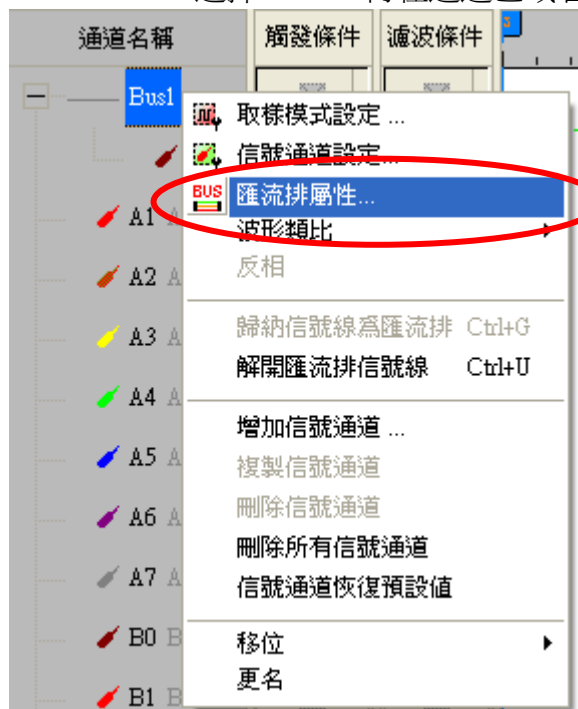 通道名稱 觸發條件 濾波條件
Bus1
取樣模式設定 ...
信號通道設定...
BUS 匯流排屬性...
A1 A
波形類比
反相
A2 A
A3 A
歸納信號線為匯流排 Ctrl+G
解開匯流排信號線 Ctrl+U
A4 A
增加信號通道 ...
A5 A
複製信號通道
A6 A
刪除信號通道
刪除所有信號通道
A7 A
信號通道恢復預設值
B0 B
移位
更名
B1 B